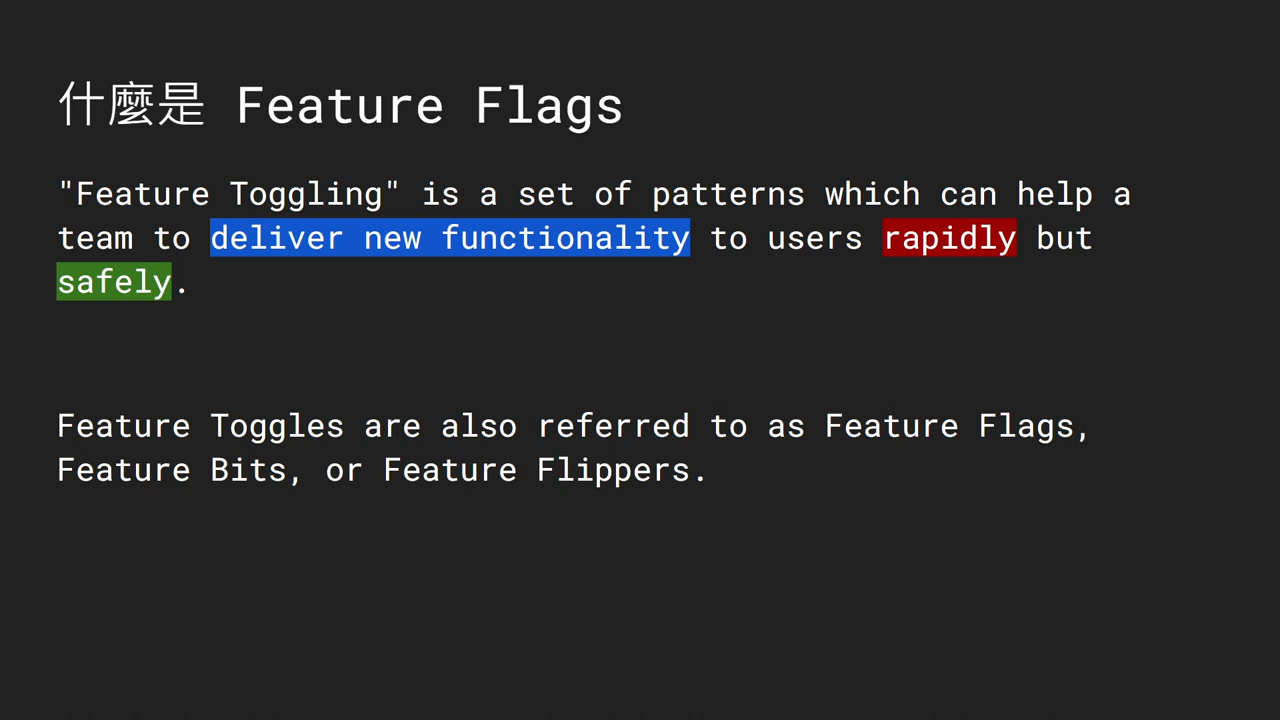 什麼是 Feature Flags
"Feature Toggling" is a set of patterns which can help a
team to deliver new functionality to users rapidly but
safely.
Feature Toggles are also referred to as Feature Flags,
Feature Bits, or Feature Flippers.